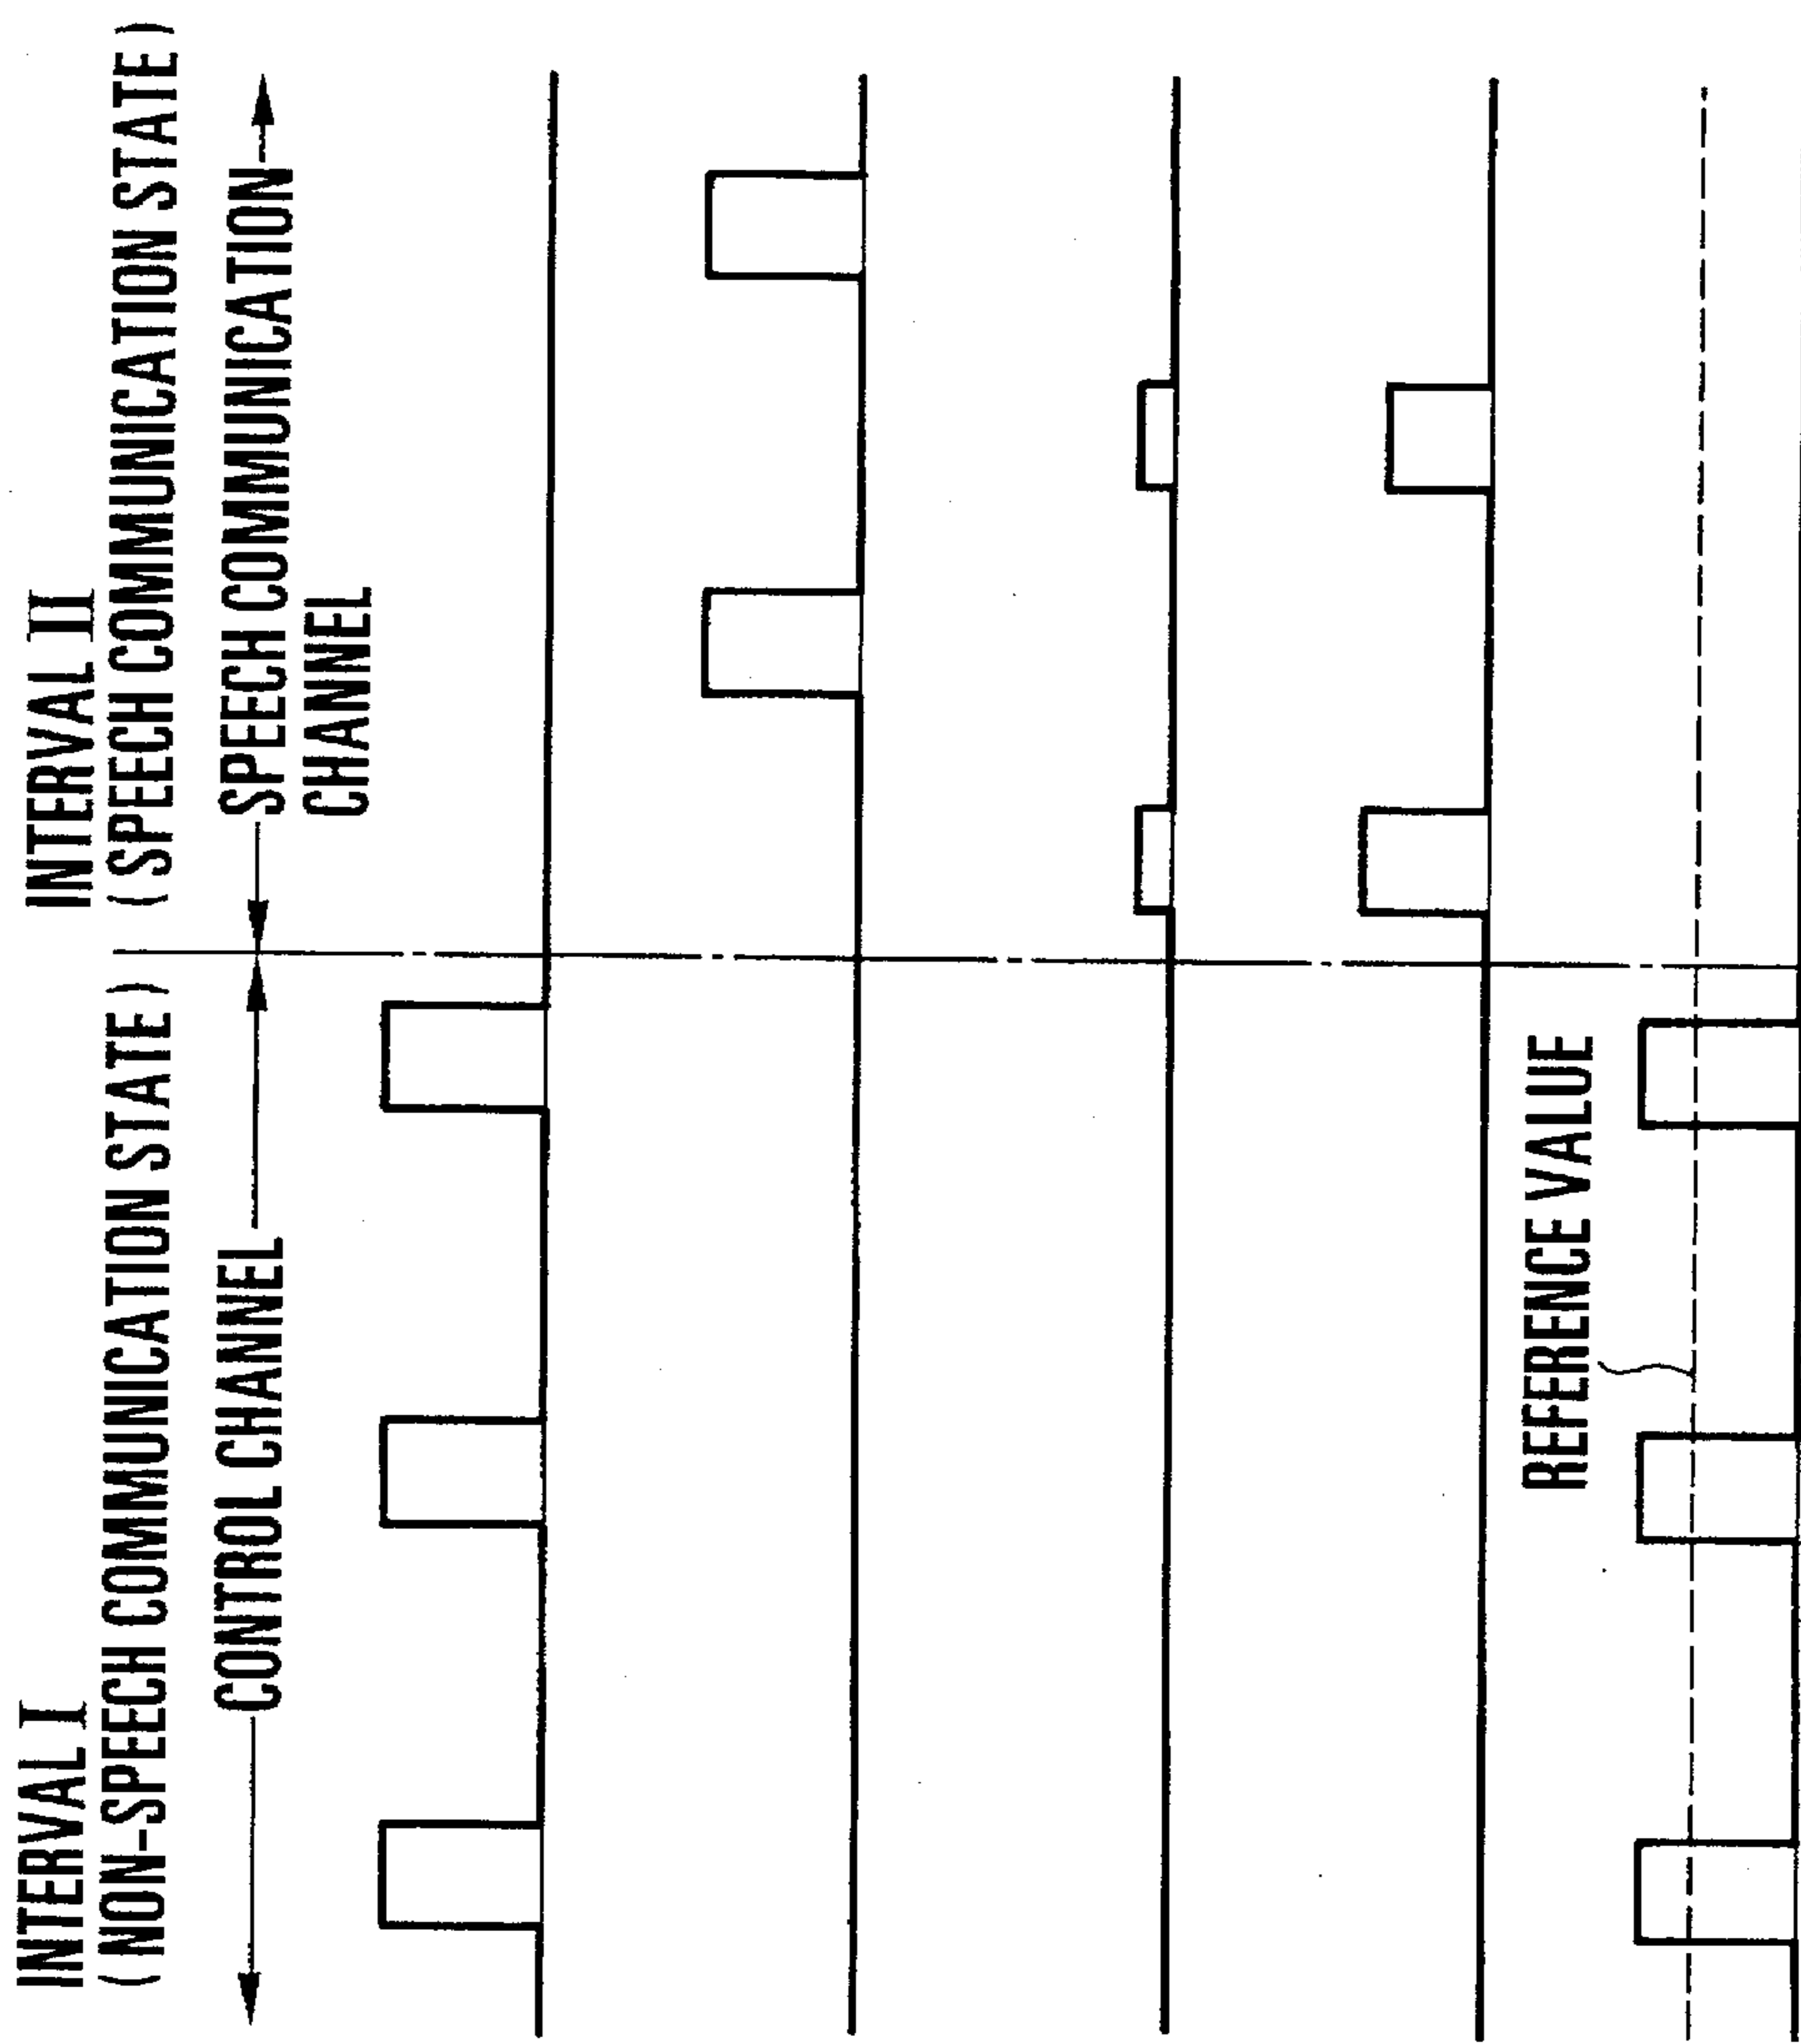 INTERVAL I
(NON-SPEECH COMMUNICATION STATE)
CONTROL CHANNEL
INTERVAL II
(SPEECH COMMUNICATION STATE)
SPEECH COMMUNICATION
CHANNEL
REFERENCE VALUE